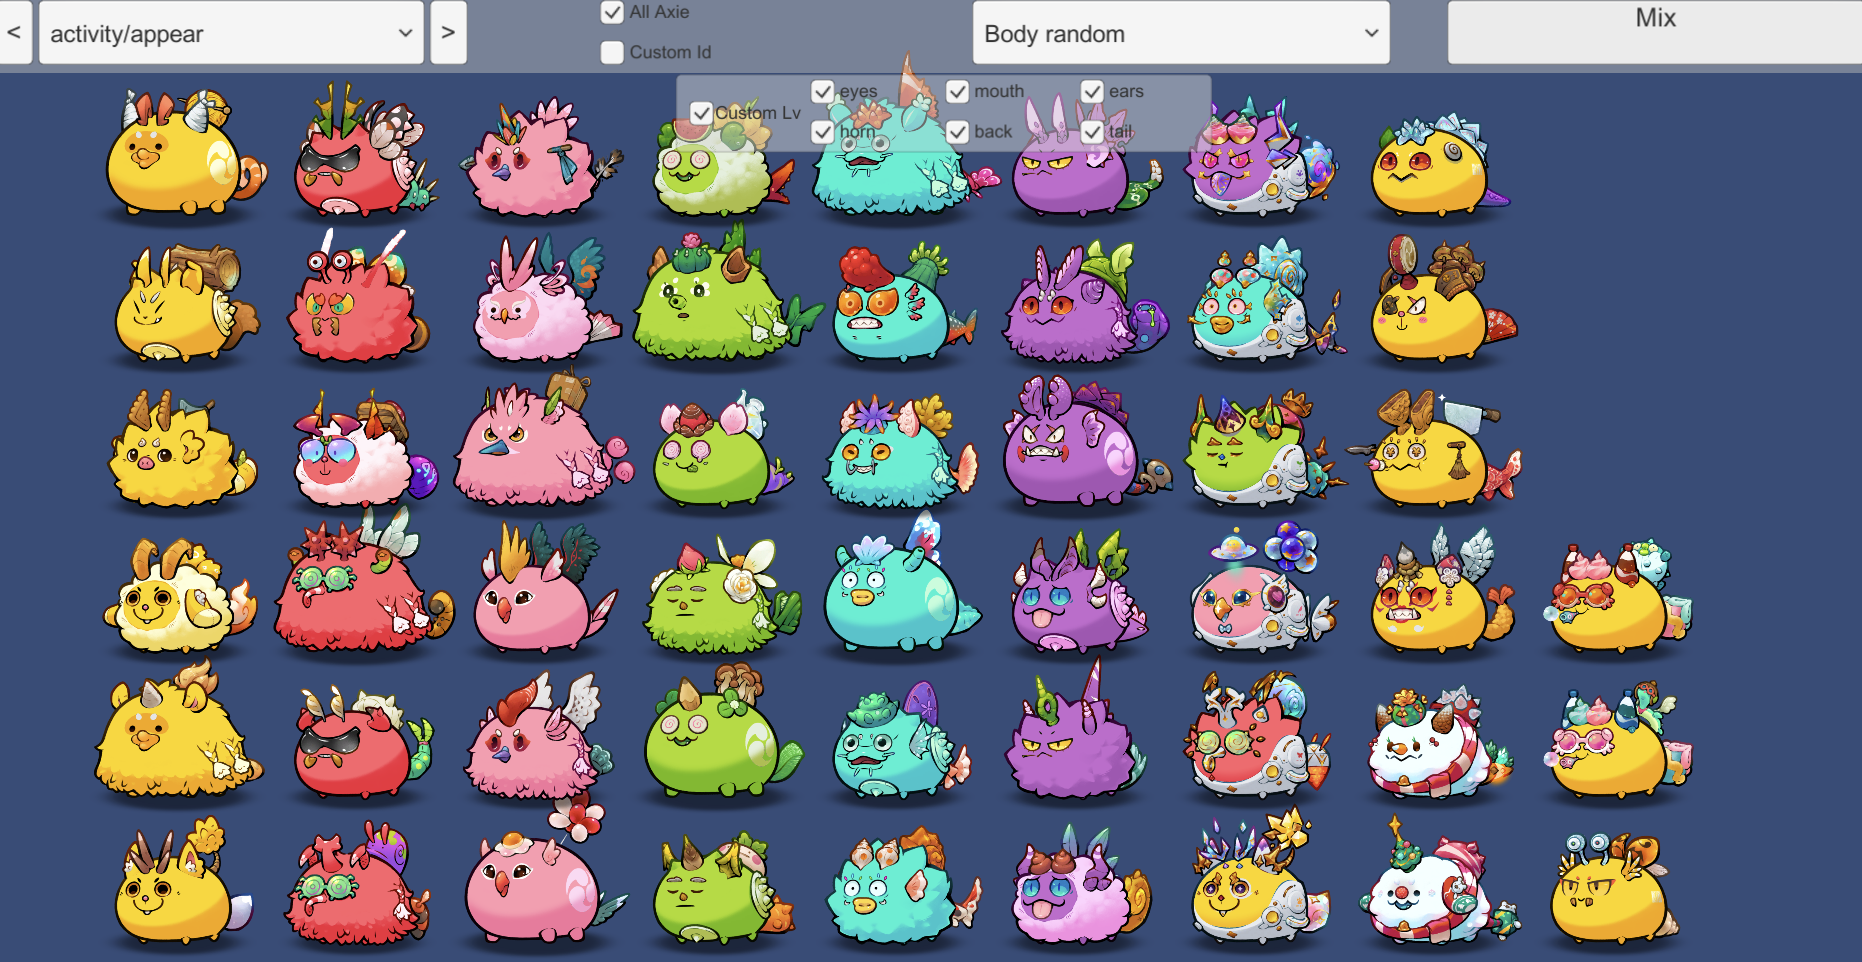 <
activity/appear
>
All Axie
Custom Id
Body random
Mix
Custom Lv
eyes
mouth
ears
horn
back
tail